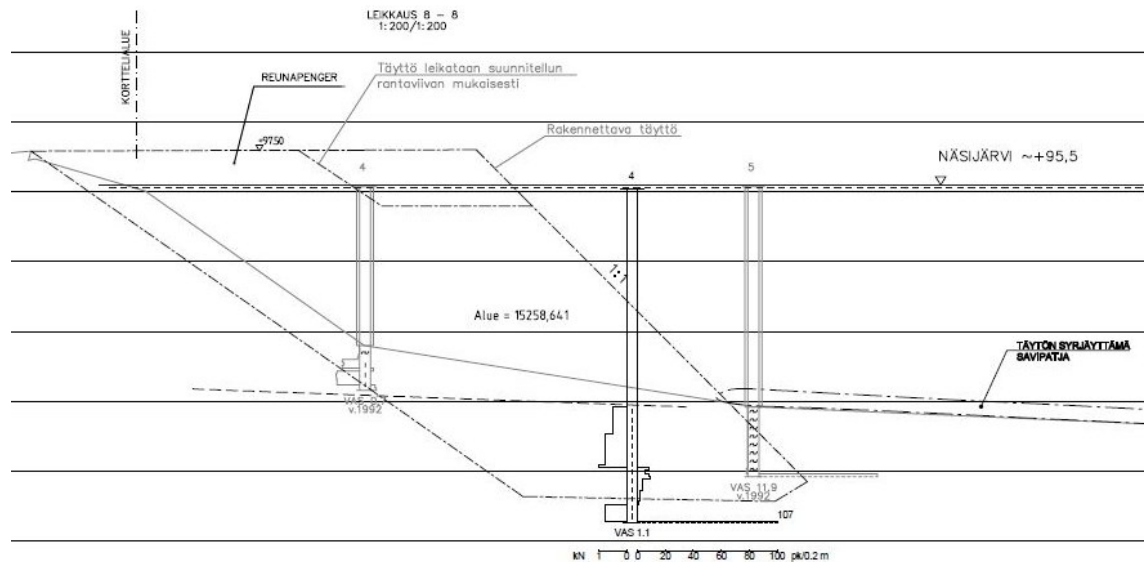 LEIKKAUS 8 - 8
1: 200/1: 200
KORTTELIALUE
REUNAPENGER
Täyttö leikataan suunnitellun
rantaviivan mukaisesti
Rakennettava täyttö
+97.50
NÄSIJÄRVI ~+95,5
4
4
5
1:1
Alue = 15258,641
TÄYTÖN SYRJÄYTTÄMÄ
SAVIPATJA
VAS
v.1992
VAS 11.9
v.1992
107
VAS 1.1
kN 1 0 0 20 40 60 80 100 pk/0.2 m